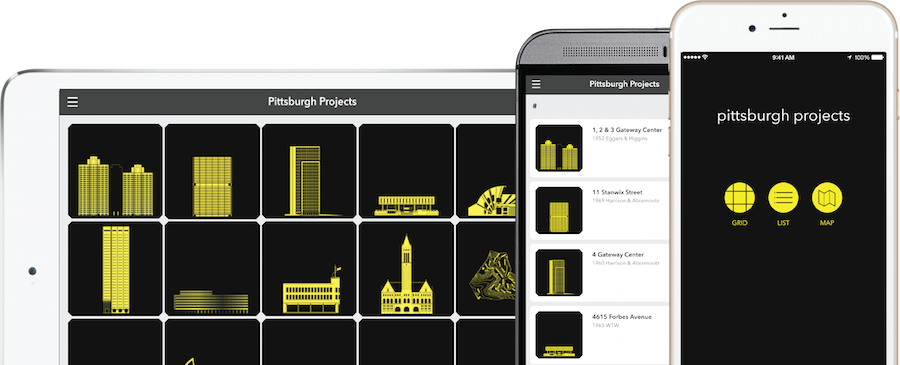 Pittsburgh Projects
Pittsburgh Projects
#
1, 2 & 3 Gateway Center
1952 Eggers & Higgins
11 Stanwix Street
1969 Harrison & Abramovitz
4 Gateway Center
1960 Harrison & Abramovitz
4615 Forbes Avenue
1965 WTW
9:41 AM
100%
pittsburgh projects
GRID
LIST
MAP